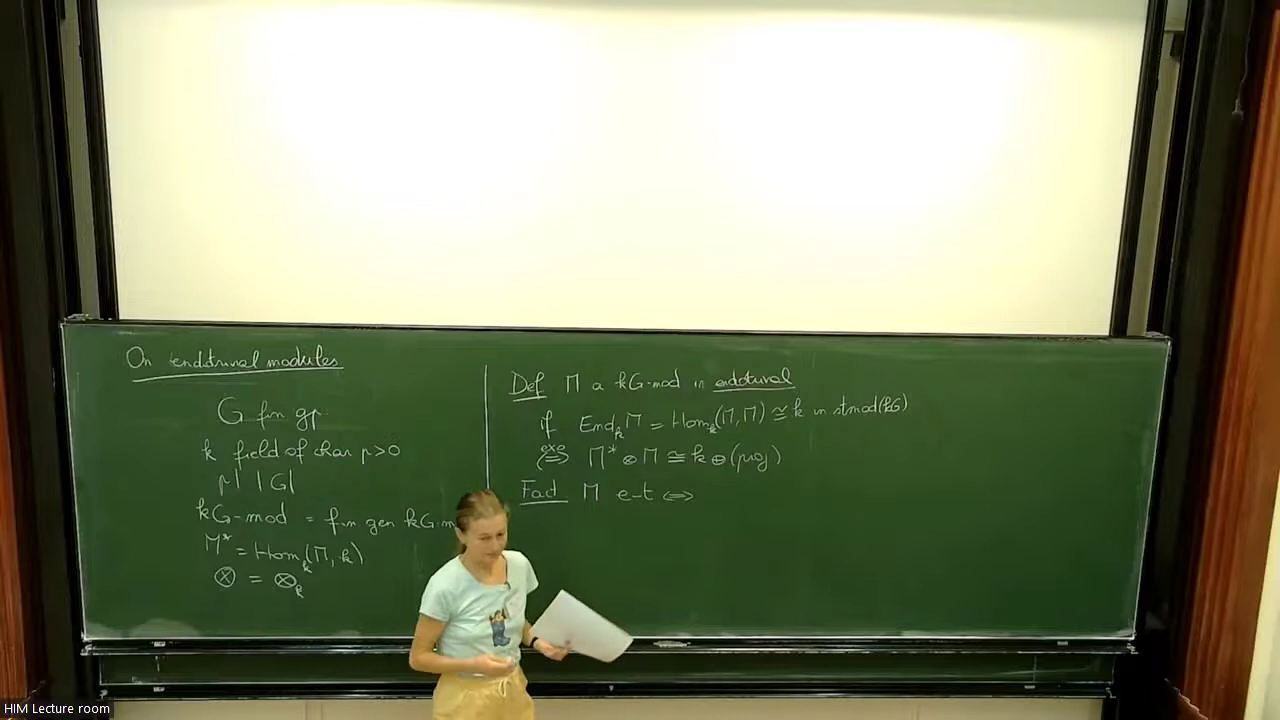 On endotrivial modules
G fin gp
k field of char p>0
p | |G|
kG-mod = fin gen kG-m
M* = Hom_k(M, k)
⊗ = ⊗_k
Def M a kG-mod is endotrivial
if End_k M = Hom_k(M, M) ≅ k in stmod(kG)
exo ⟺ M* ⊗ M ≅ k ⊕ (proj)
Fact M e-t ⟺
HIM Lecture room